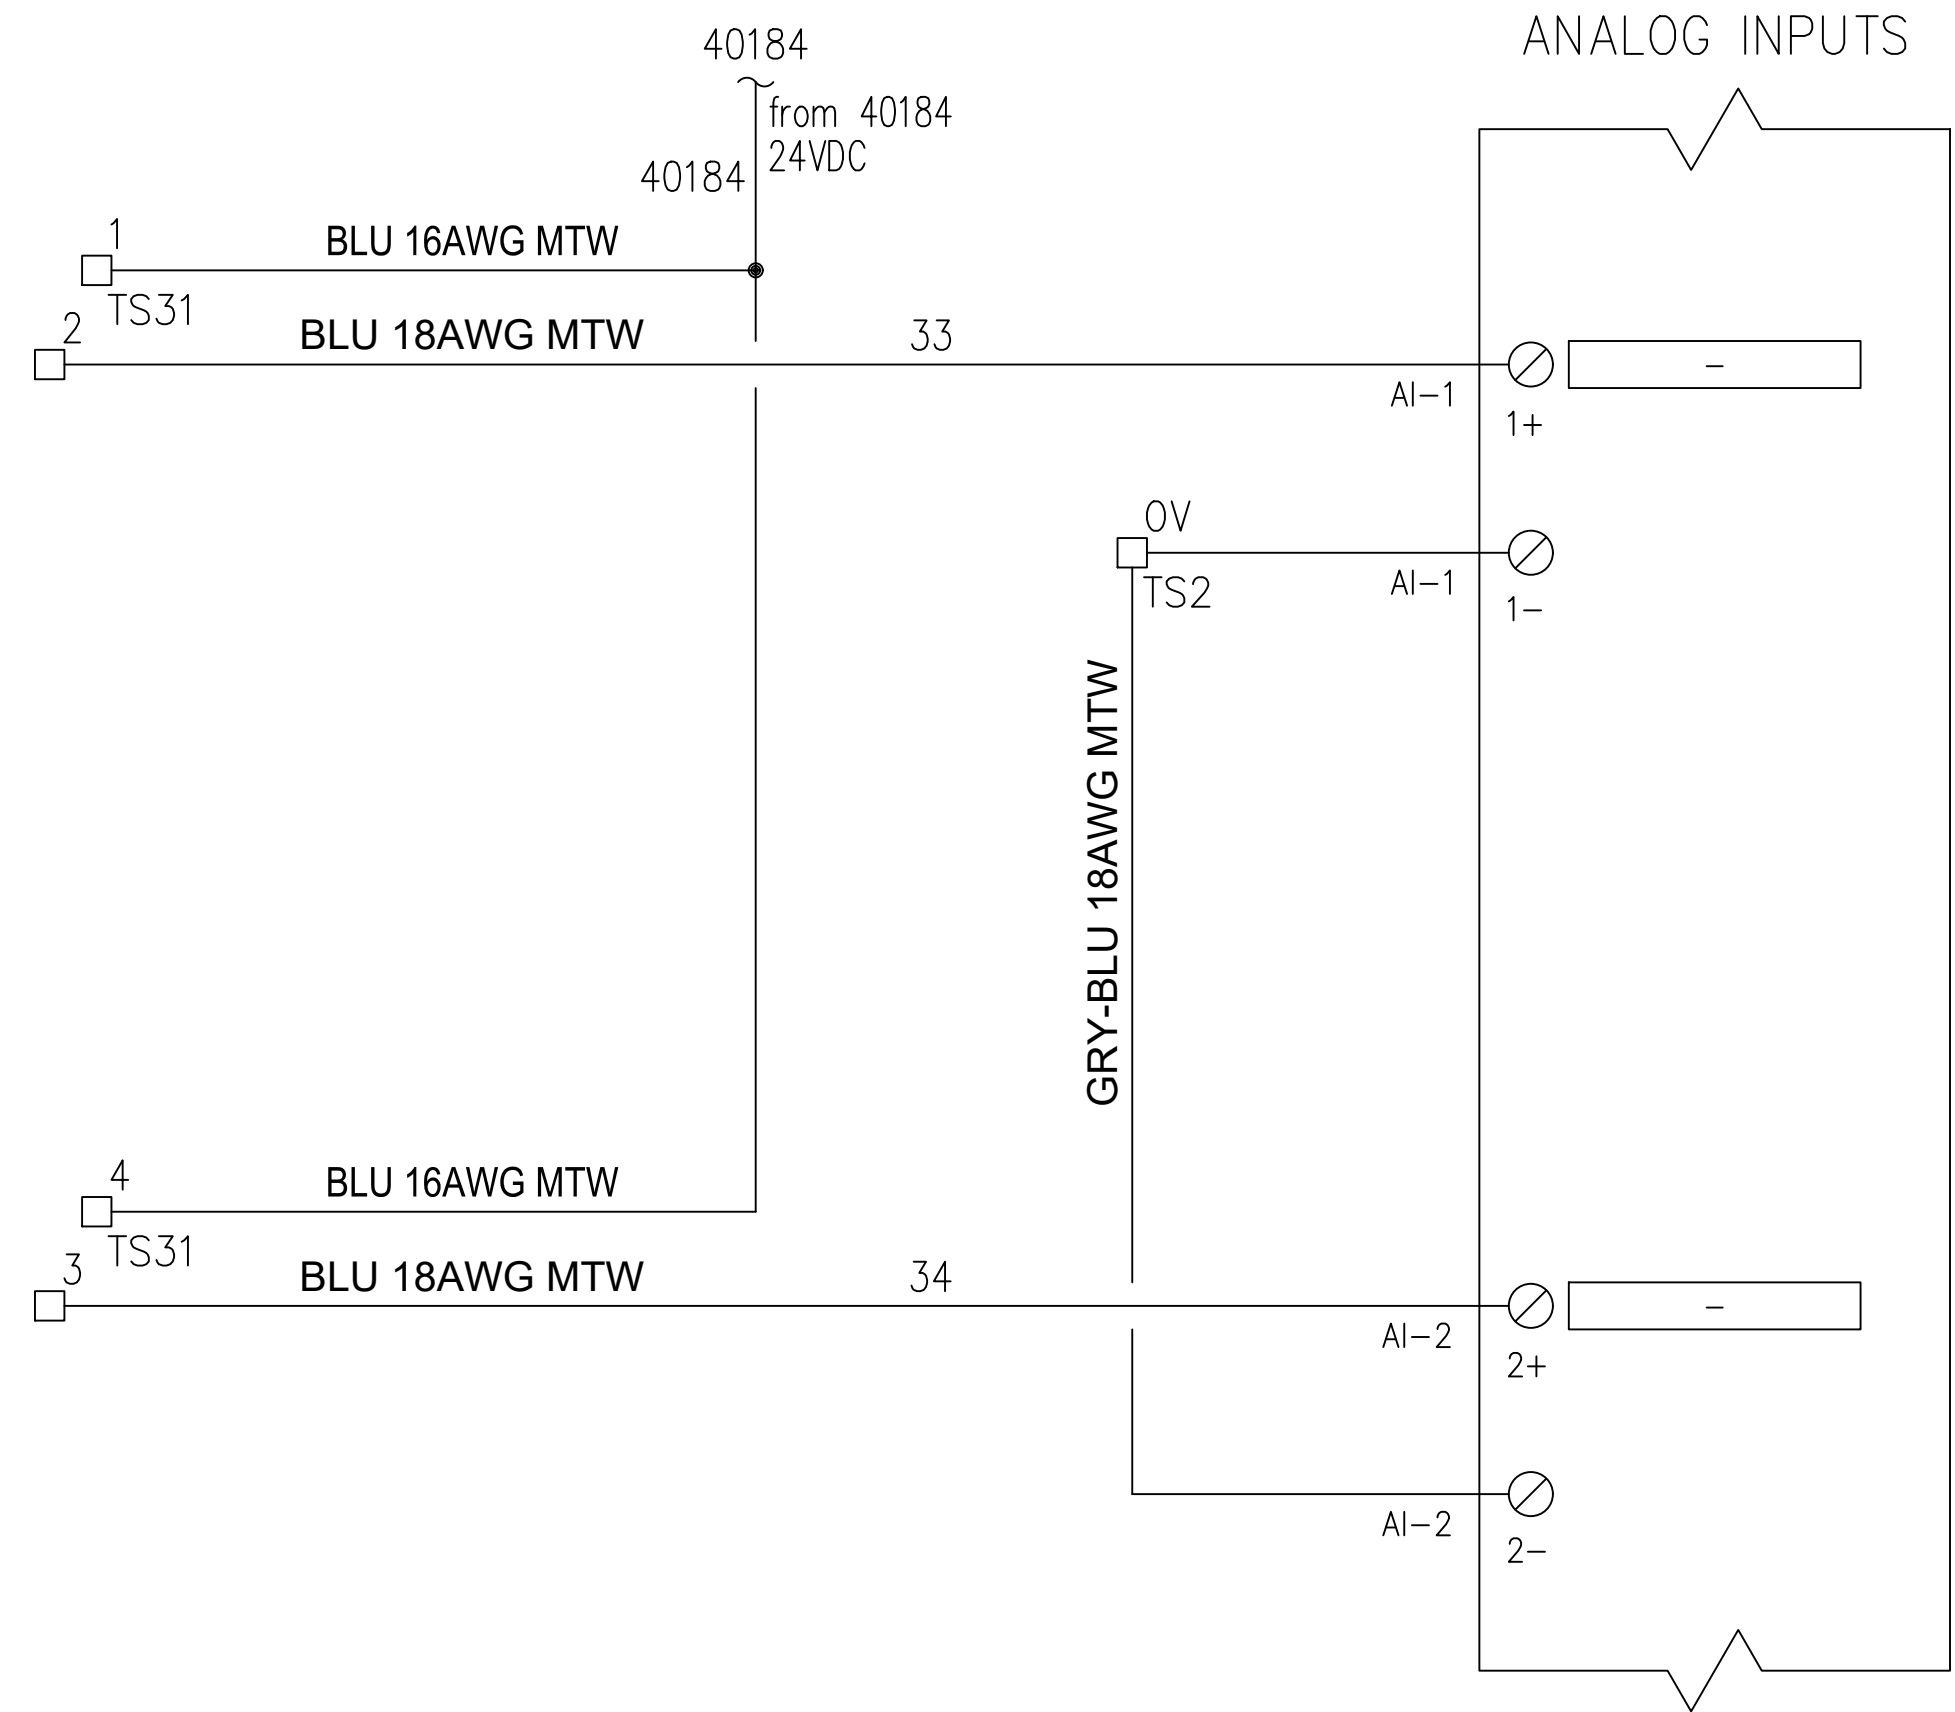 ANALOG INPUTS
40184
from 40184
24VDC
40184
1
BLU 16AWG MTW
TS31
2
BLU 18AWG MTW
33
AI-1
-
1+
0V
TS2
AI-1
1-
GRY-BLU 18AWG MTW
4
BLU 16AWG MTW
TS31
3
BLU 18AWG MTW
34
AI-2
-
2+
AI-2
2-